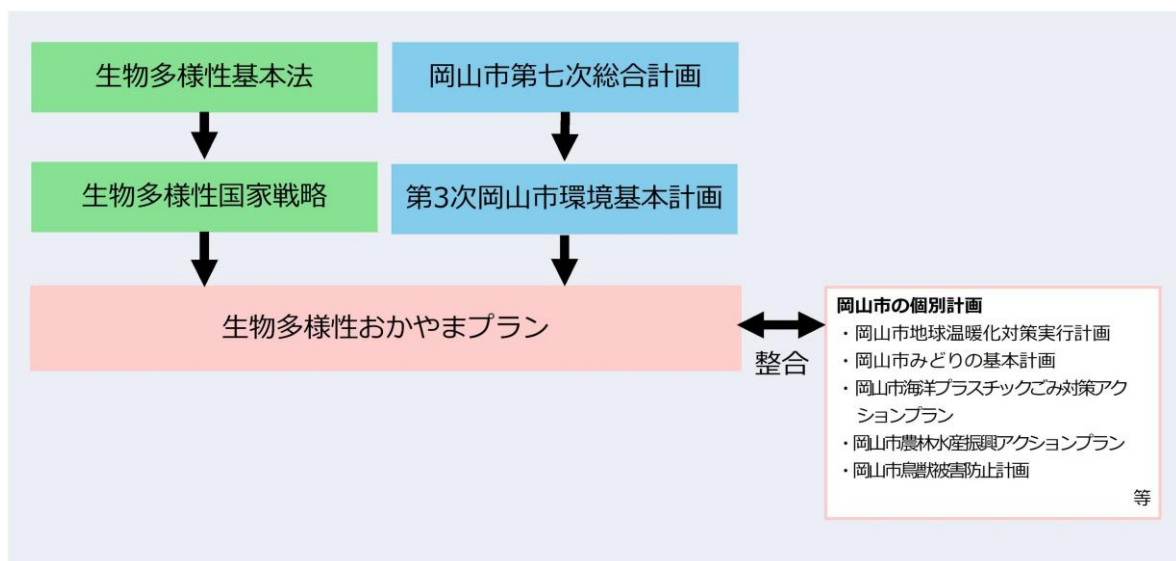 生物多様性基本法
岡山市第七次総合計画
生物多様性国家戦略
第3次岡山市環境基本計画
生物多様性おかやまプラン
整合
岡山市の個別計画
・岡山市地球温暖化対策実行計画
・岡山市みどりの基本計画
・岡山市海洋プラスチックごみ対策アク
ションプラン
・岡山市農林水産振興アクションプラン
・岡山市鳥獣被害防止計画
等